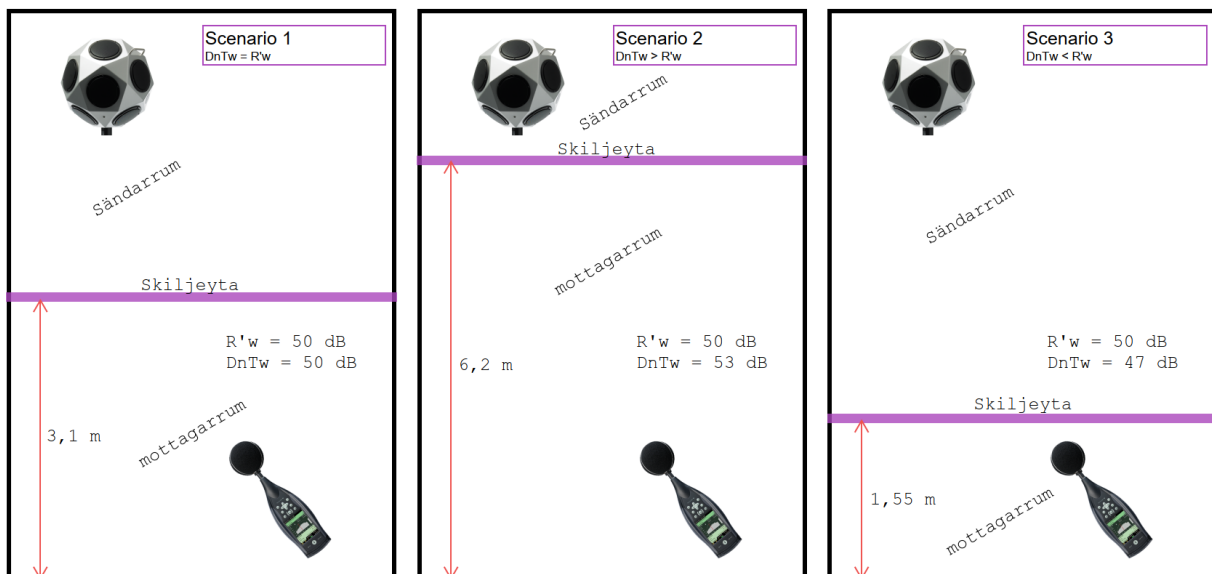 Scenario 1
DnTw = R'w
Sändarrum
Skiljeyta
R'w = 50 dB
DnTw = 50 dB
3,1 m
mottagarrum
Scenario 2
DnTw > R'w
Sändarrum
Skiljeyta
mottagarrum
R'w = 50 dB
DnTw = 53 dB
6,2 m
Scenario 3
DnTw < R'w
Sändarrum
R'w = 50 dB
DnTw = 47 dB
Skiljeyta
1,55 m
mottagarrum